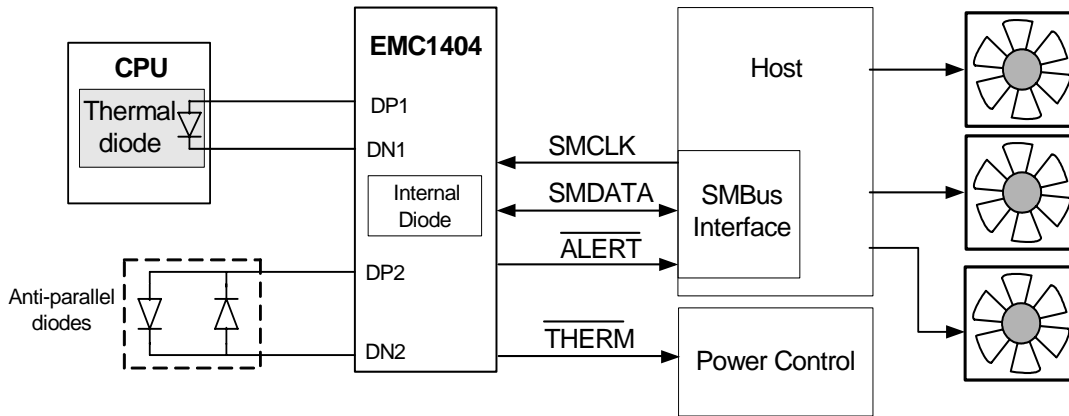 CPU
Thermal
diode
EMC1404
DP1
DN1
Internal
Diode
DP2
DN2
Anti-parallel
diodes
SMCLK
SMDATA
ALERT
THERM
Host
SMBus
Interface
Power Control